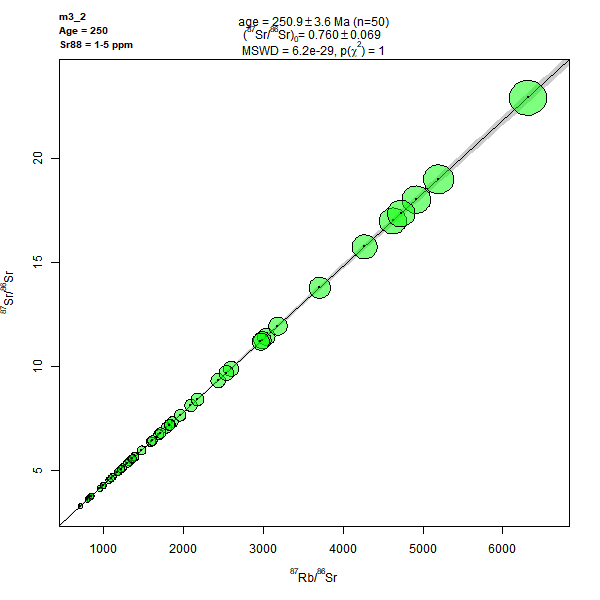 m3_2
Age = 250
Sr88 = 1-5 ppm
age = 250.9±3.6 Ma (n=50)
(⁸⁷Sr/⁸⁶Sr)₀= 0.760±0.069
MSWD = 6.2e-29, p(χ²) = 1
20
15
10
5
⁸⁷Sr/⁸⁶Sr
1000 2000 3000 4000 5000 6000
⁸⁷Rb/⁸⁶Sr